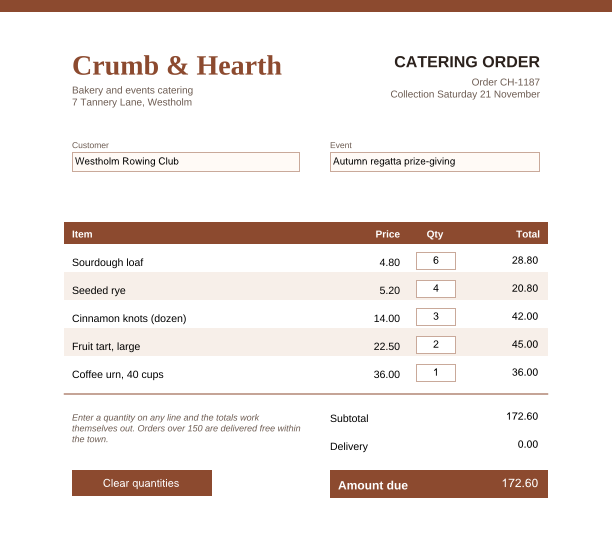 Crumb & Hearth
Bakery and events catering
7 Tannery Lane, Westholm
CATERING ORDER
Order CH-1187
Collection Saturday 21 November
Customer
Westholm Rowing Club
Event
Autumn regatta prize-giving
Item Price Qty Total
Sourdough loaf 4.80 6 28.80
Seeded rye 5.20 4 20.80
Cinnamon knots (dozen) 14.00 3 42.00
Fruit tart, large 22.50 2 45.00
Coffee urn, 40 cups 36.00 1 36.00
Enter a quantity on any line and the totals work
themselves out. Orders over 150 are delivered free within
the town.
Subtotal 172.60
Delivery 0.00
Clear quantities
Amount due 172.60